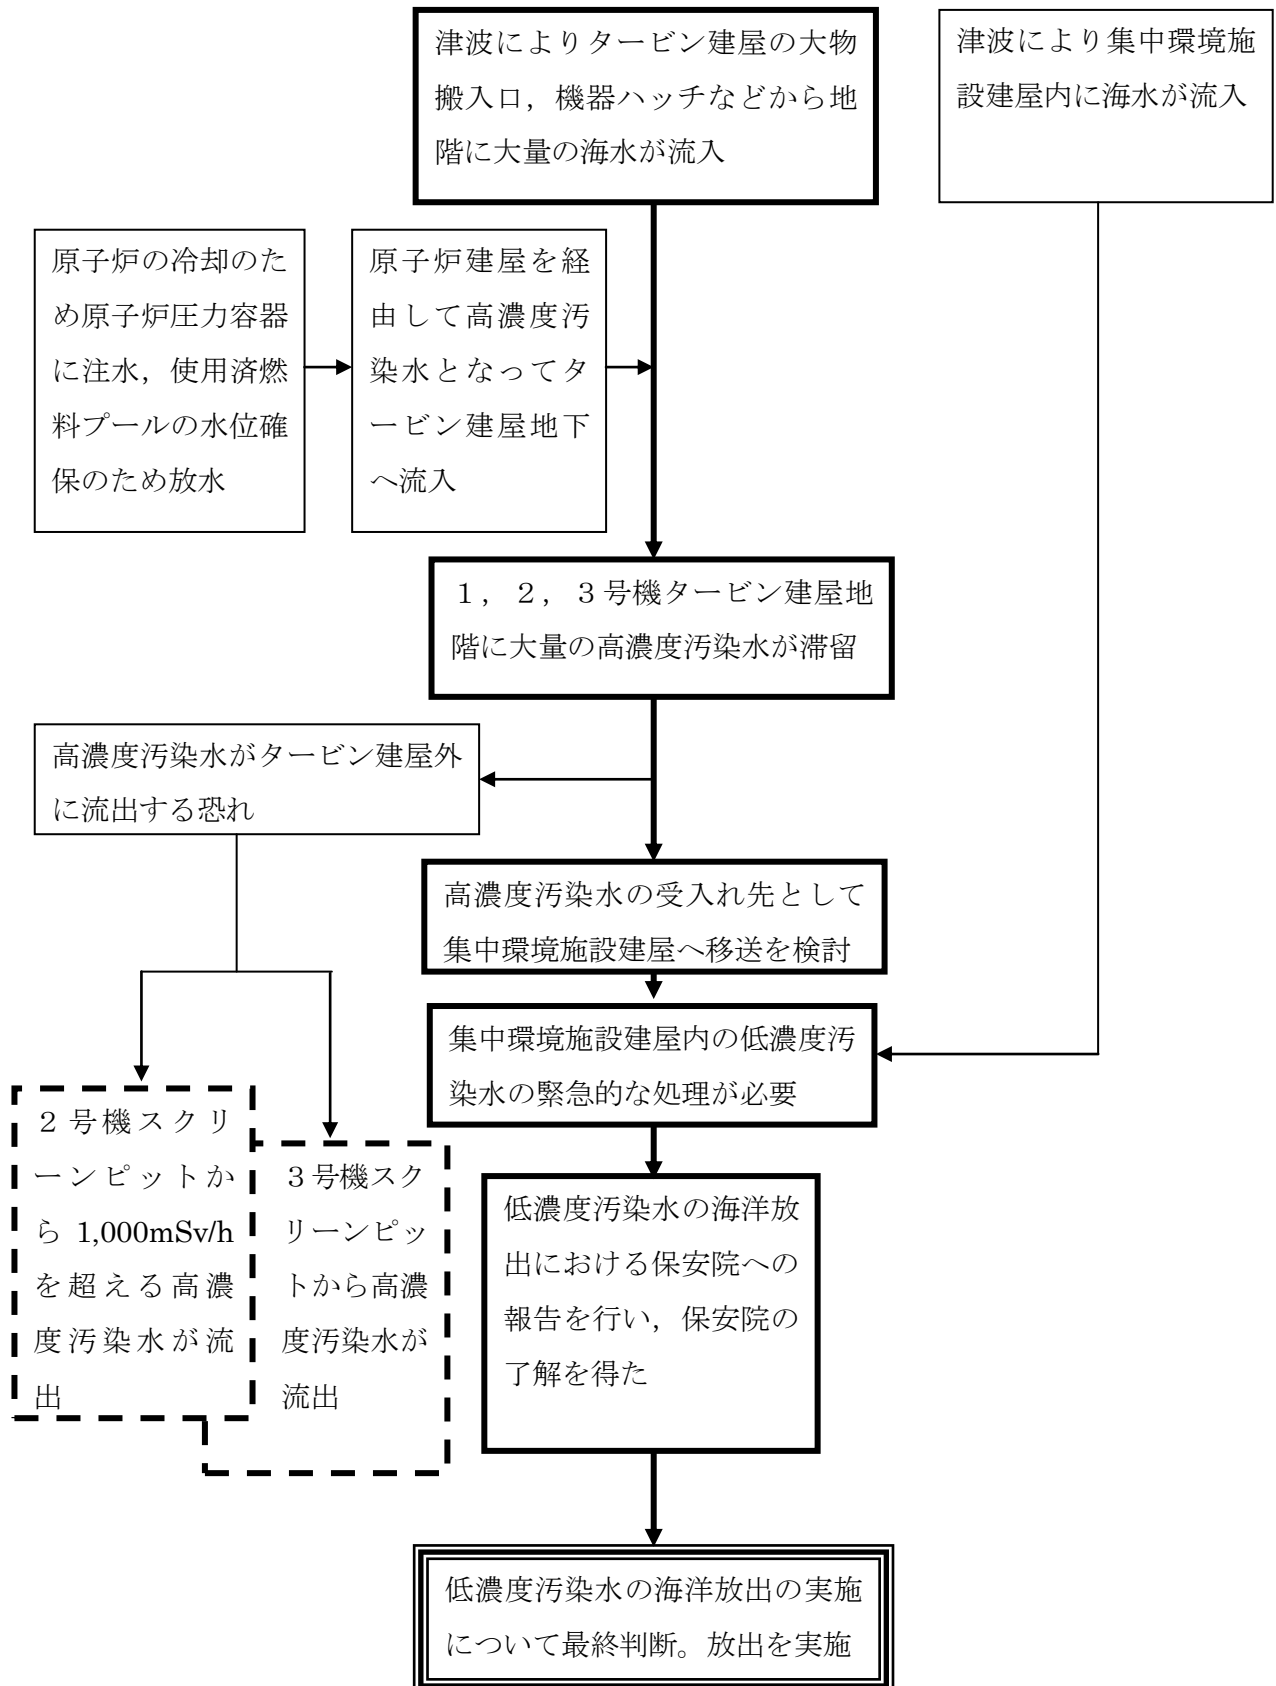 津波によりタービン建屋の大物
搬入口，機器ハッチなどから地
階に大量の海水が流入
津波により集中環境施
設建屋内に海水が流入
原子炉の冷却のた
め原子炉圧力容器
に注水，使用済燃
料プールの水位確
保のため放水
原子炉建屋を経
由して高濃度汚
染水となってタ
ービン建屋地下
へ流入
１，２，３号機タービン建屋地
階に大量の高濃度汚染水が滞留
高濃度汚染水がタービン建屋外
に流出する恐れ
高濃度汚染水の受入れ先として
集中環境施設建屋へ移送を検討
集中環境施設建屋内の低濃度汚
染水の緊急的な処理が必要
２号機スクリ
ーンピットか
ら 1,000mSv/h
を超える高濃
度汚染水が流
出
３号機スク
リーンピッ
トから高濃
度汚染水が
流出
低濃度汚染水の海洋放
出における保安院への
報告を行い，保安院の
了解を得た
低濃度汚染水の海洋放出の実施
について最終判断。放出を実施